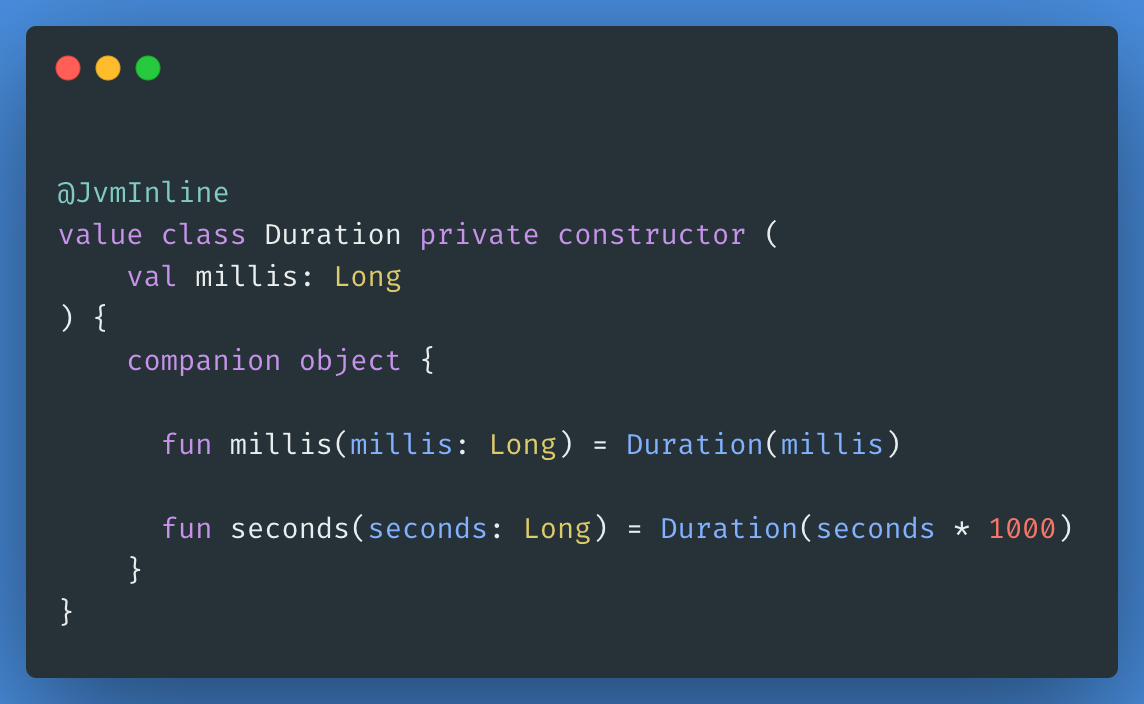 @JvmInline
value class Duration private constructor (
    val millis: Long
) {
    companion object {

      fun millis(millis: Long) = Duration(millis)

      fun seconds(seconds: Long) = Duration(seconds * 1000)
    }
}